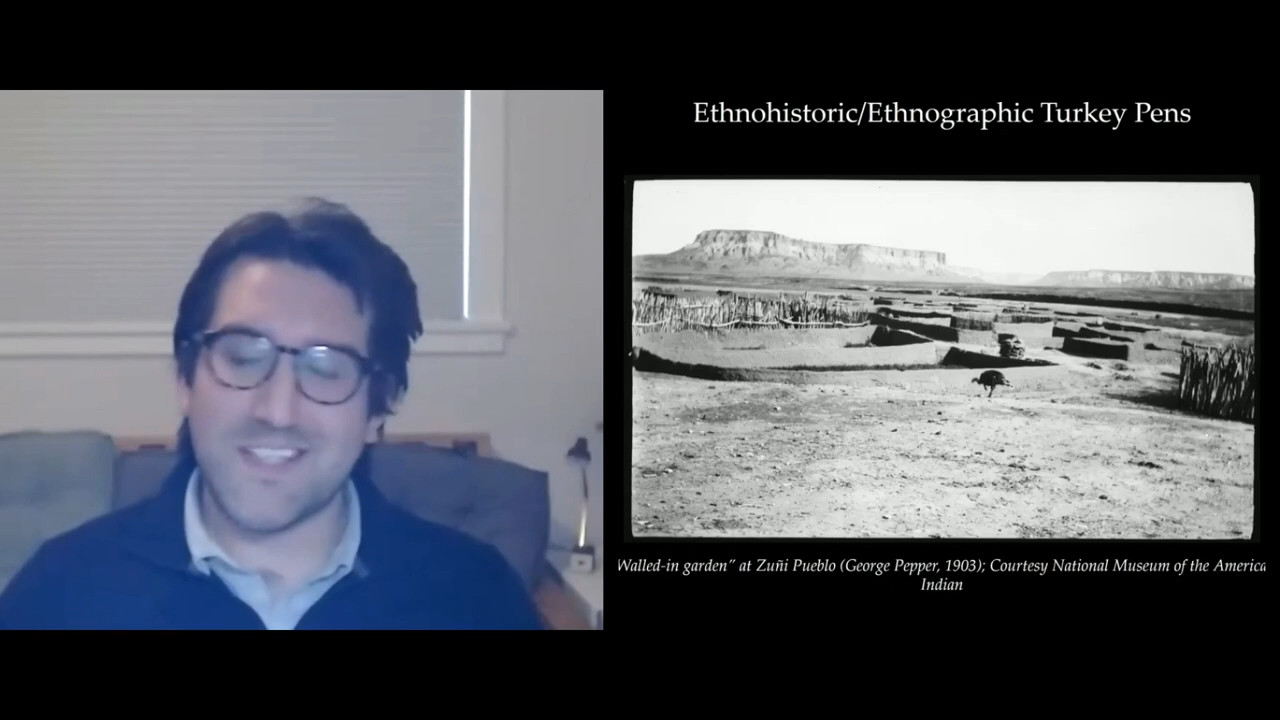 Ethnohistoric/Ethnographic Turkey Pens
Walled-in garden” at Zuñi Pueblo (George Pepper, 1903); Courtesy National Museum of the America
Indian